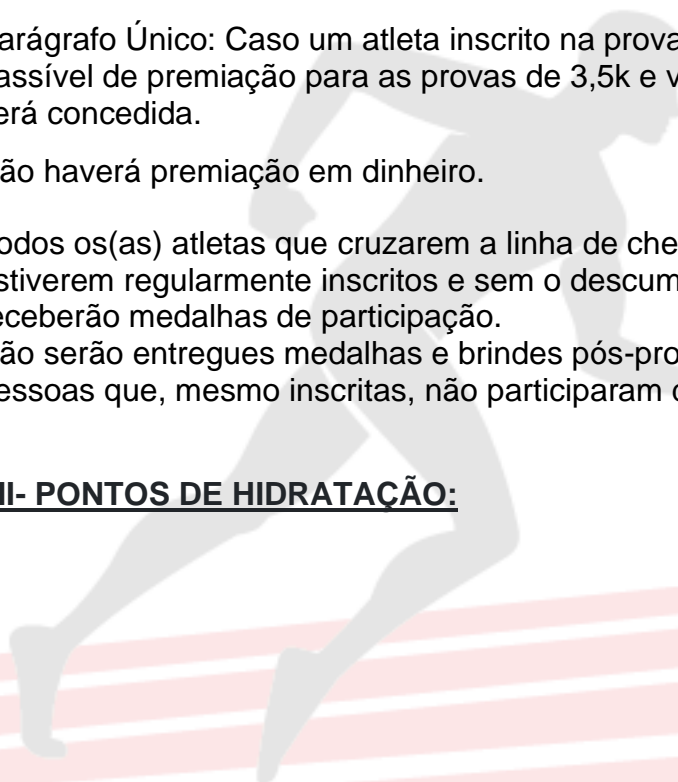 arágrafo Único: Caso um atleta inscrito na prova
assível de premiação para as provas de 3,5k e v
erá concedida.
ão haverá premiação em dinheiro.
odos os(as) atletas que cruzarem a linha de che
stiverem regularmente inscritos e sem o descum
eceberão medalhas de participação.
ão serão entregues medalhas e brindes pós-pro
essoas que, mesmo inscritas, não participaram
II- PONTOS DE HIDRATAÇÃO: